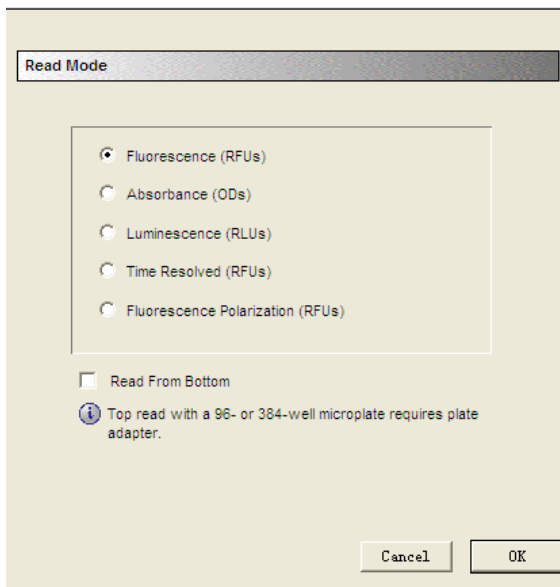 Read Mode
Fluorescence (RFUs)
Absorbance (ODs)
Luminescence (RLUs)
Time Resolved (RFUs)
Fluorescence Polarization (RFUs)
Read From Bottom
Top read with a 96- or 384-well microplate requires plate
adapter.
Cancel OK